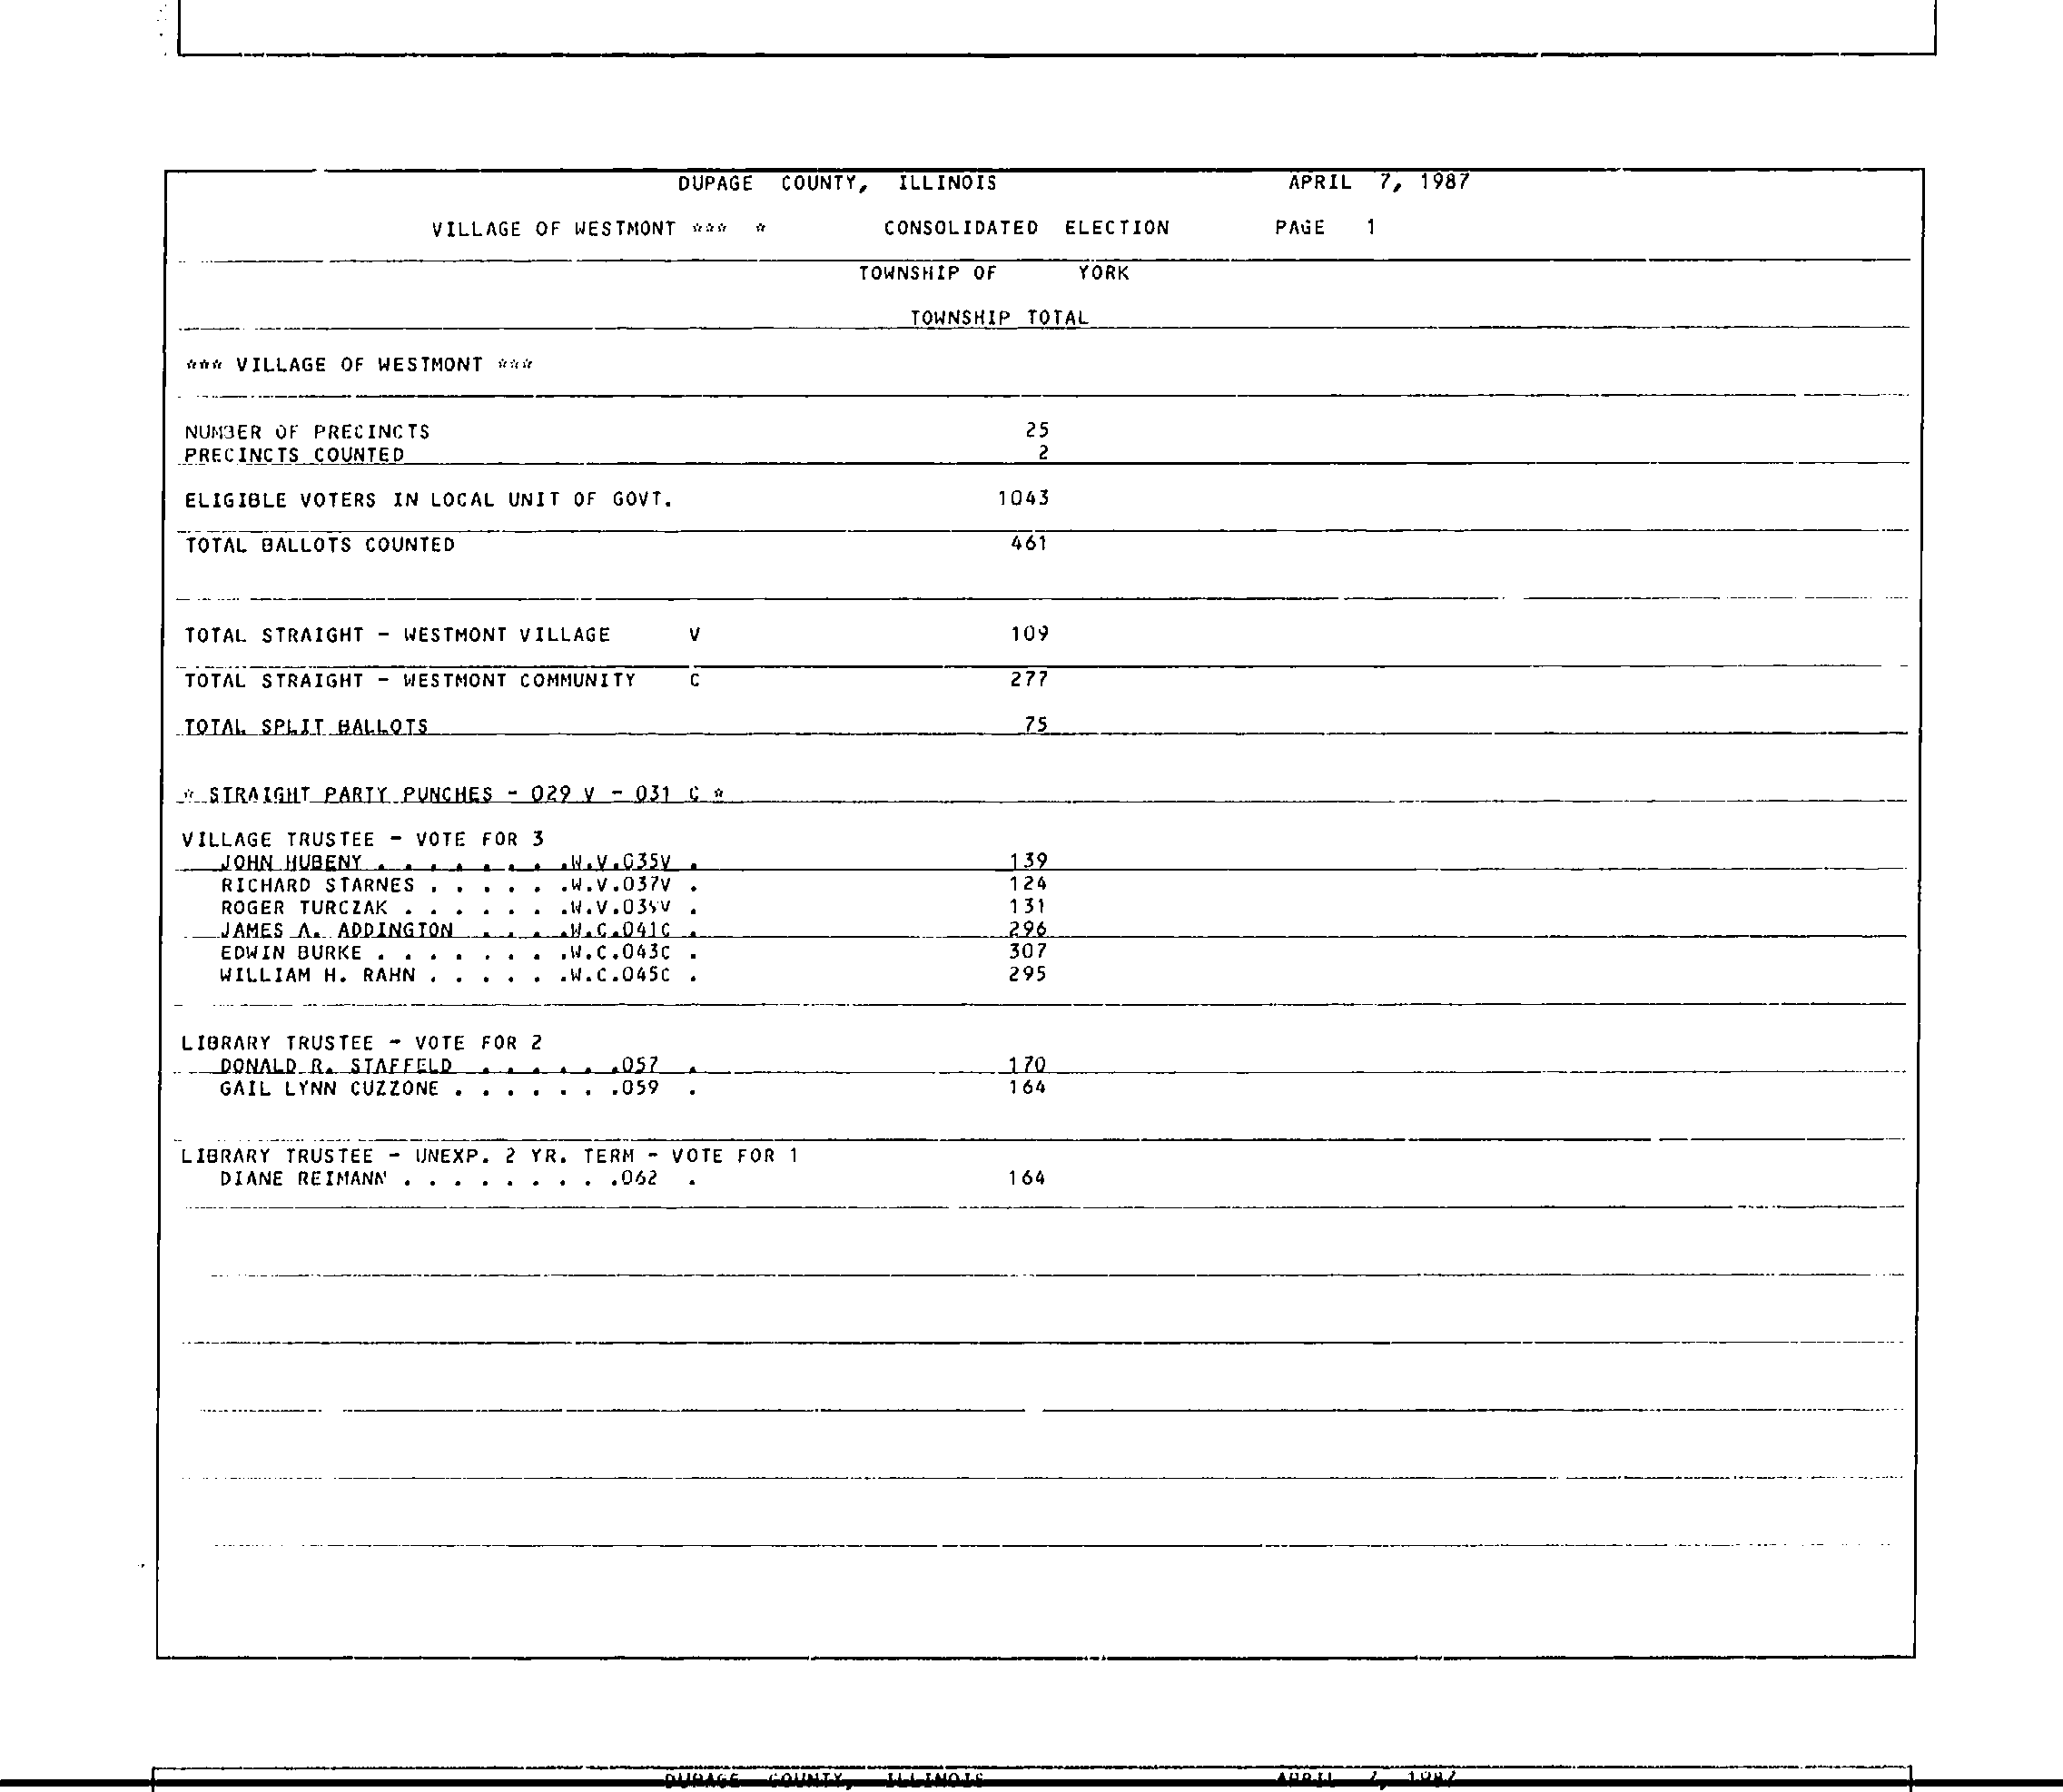 DUPAGE COUNTY, ILLINOIS APRIL 7, 1987
VILLAGE OF WESTMONT *** * CONSOLIDATED ELECTION PAGE 1
TOWNSHIP OF YORK
TOWNSHIP TOTAL
*** VILLAGE OF WESTMONT ***
NUMBER OF PRECINCTS 25
PRECINCTS COUNTED 2
ELIGIBLE VOTERS IN LOCAL UNIT OF GOVT. 1043
TOTAL BALLOTS COUNTED 461
TOTAL STRAIGHT - WESTMONT VILLAGE V 109
TOTAL STRAIGHT - WESTMONT COMMUNITY C 277
TOTAL SPLIT BALLOTS 75
* STRAIGHT PARTY PUNCHES - 029 V - 031 C *
VILLAGE TRUSTEE - VOTE FOR 3
JOHN HUBENY . . . . . . . .W.V.035V . 139
RICHARD STARNES . . . . . .W.V.037V . 124
ROGER TURCZAK . . . . . . .W.V.039V . 131
JAMES A. ADDINGTON . . . .W.C.041C . 296
EDWIN BURKE . . . . . . . .W.C.043C . 307
WILLIAM H. RAHN . . . . . .W.C.045C . 295
LIBRARY TRUSTEE - VOTE FOR 2
DONALD R. STAFFELD . . . . . .057 . 170
GAIL LYNN CUZZONE . . . . . . .059 . 164
LIBRARY TRUSTEE - UNEXP. 2 YR. TERM - VOTE FOR 1
DIANE REIMANN . . . . . . . . .062 . 164
DUPAGE COUNTY, ILLINOIS APRIL 7, 1987